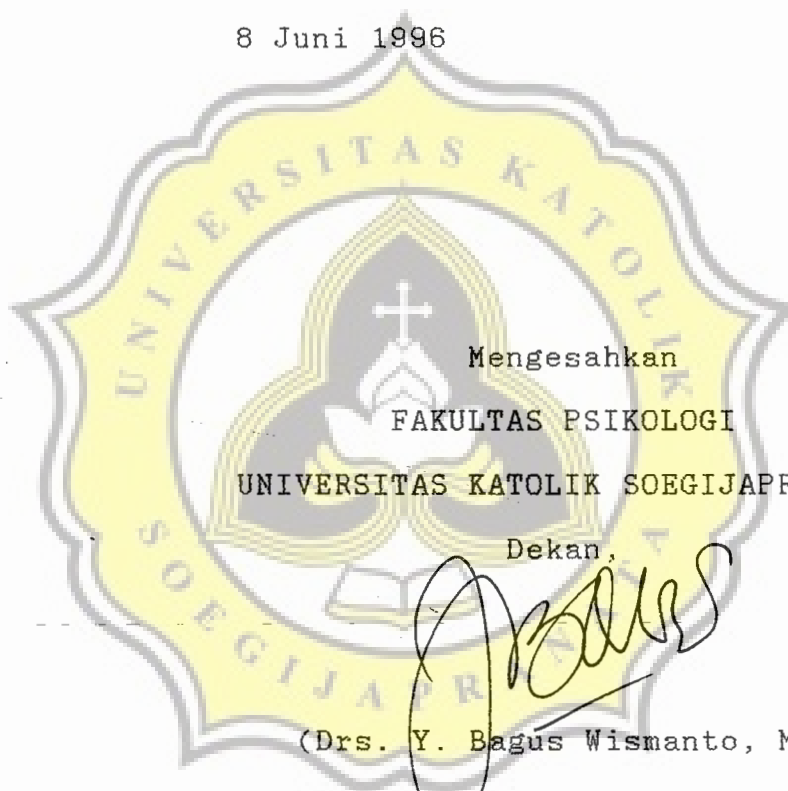 8 Juni 1996
UNIVERSITAS KATOLIK
SOEGIJAPRANATA
Mengesahkan
FAKULTAS PSIKOLOGI
UNIVERSITAS KATOLIK SOEGIJAPR
Dekan,
(Drs. Y. Bagus Wismanto, M